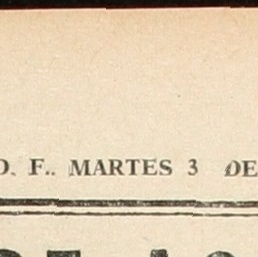 D. F.. MARTES 3 DE